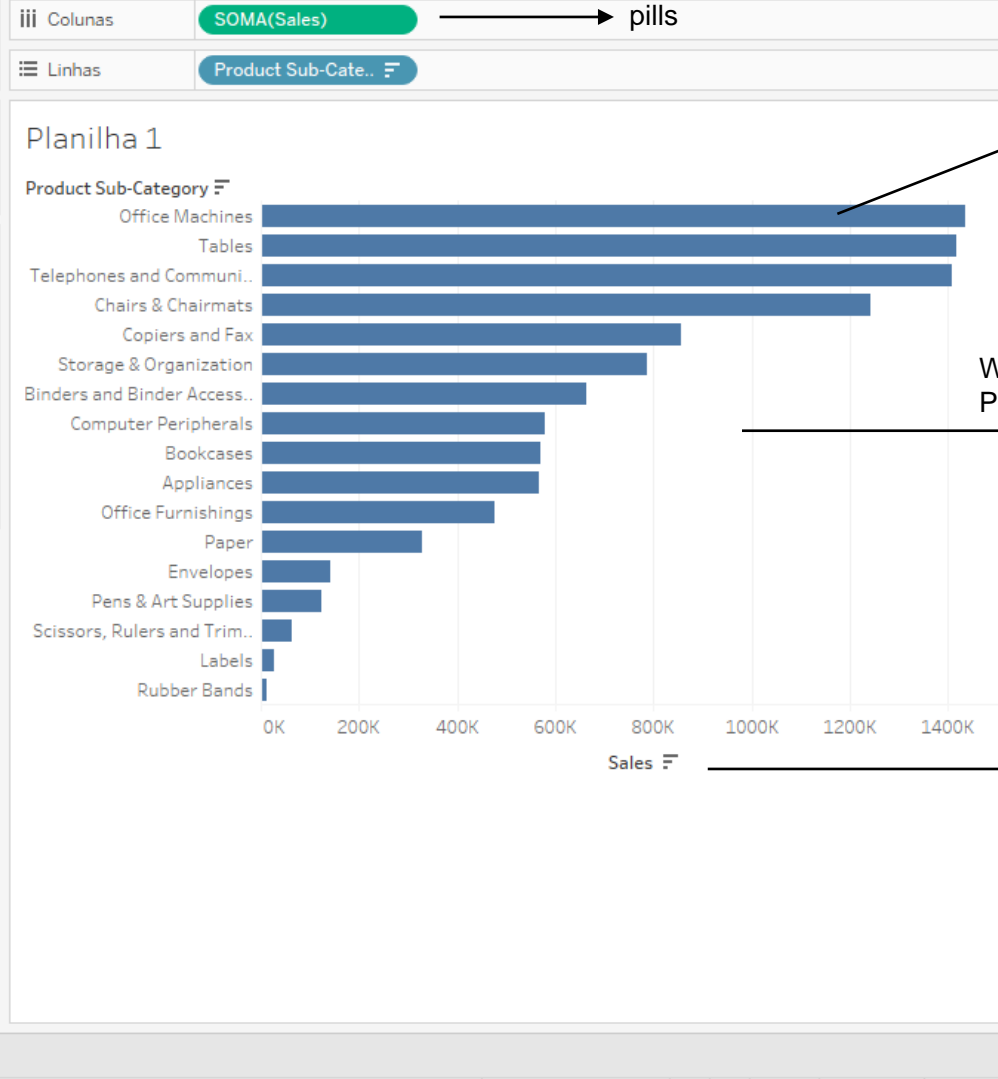 Colunas SOMA(Sales) pills
Linhas Product Sub-Cate..
Planilha 1
Product Sub-Category
Office Machines
Tables
Telephones and Communi..
Chairs & Chairmats
Copiers and Fax
Storage & Organization
Binders and Binder Access..
Computer Peripherals
Bookcases
Appliances
Office Furnishings
Paper
Envelopes
Pens & Art Supplies
Scissors, Rulers and Trim..
Labels
Rubber Bands
W
P
0K 200K 400K 600K 800K 1000K 1200K 1400K
Sales